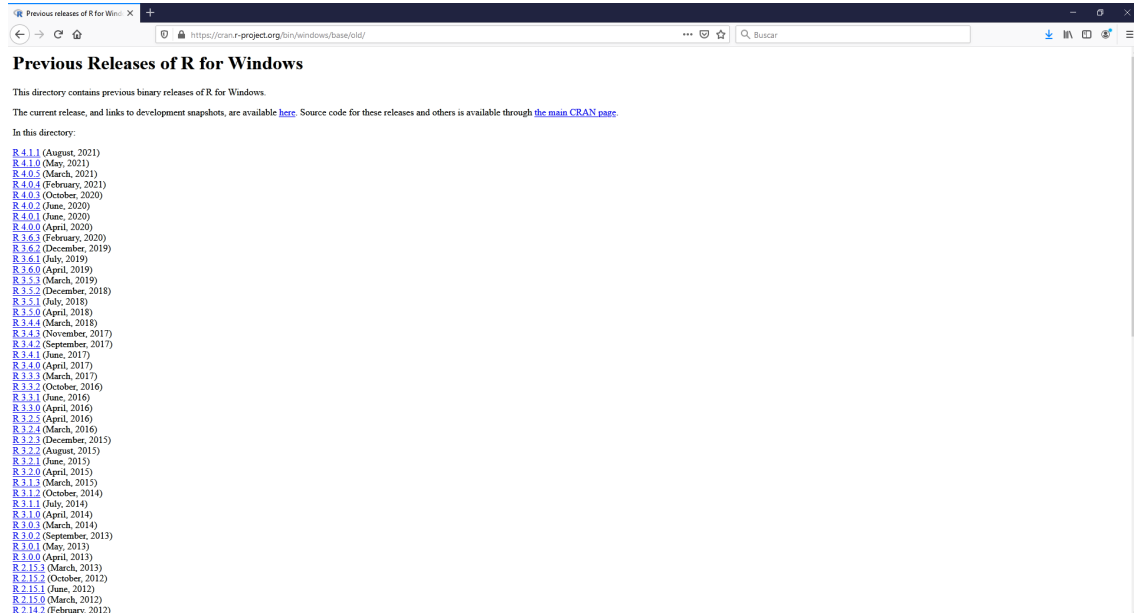 Previous releases of R for Wind
https://cran.r-project.org/bin/windows/base/old/
Buscar
Previous Releases of R for Windows
This directory contains previous binary releases of R for Windows.
The current release, and links to development snapshots, are available here. Source code for these releases and others is available through the main CRAN page.
In this directory:
R 4.1.1 (August, 2021)
R 4.1.0 (May, 2021)
R 4.0.5 (March, 2021)
R 4.0.4 (February, 2021)
R 4.0.3 (October, 2020)
R 4.0.2 (June, 2020)
R 4.0.1 (June, 2020)
R 4.0.0 (April, 2020)
R 3.6.3 (February, 2020)
R 3.6.2 (December, 2019)
R 3.6.1 (July, 2019)
R 3.6.0 (April, 2019)
R 3.5.3 (March, 2019)
R 3.5.2 (December, 2018)
R 3.5.1 (July, 2018)
R 3.5.0 (April, 2018)
R 3.4.4 (March, 2018)
R 3.4.3 (November, 2017)
R 3.4.2 (September, 2017)
R 3.4.1 (June, 2017)
R 3.4.0 (April, 2017)
R 3.3.3 (March, 2017)
R 3.3.2 (October, 2016)
R 3.3.1 (June, 2016)
R 3.3.0 (April, 2016)
R 3.2.5 (April, 2016)
R 3.2.4 (March, 2016)
R 3.2.3 (December, 2015)
R 3.2.2 (August, 2015)
R 3.2.1 (June, 2015)
R 3.2.0 (April, 2015)
R 3.1.3 (March, 2015)
R 3.1.2 (October, 2014)
R 3.1.1 (July, 2014)
R 3.1.0 (April, 2014)
R 3.0.3 (March, 2014)
R 3.0.2 (September, 2013)
R 3.0.1 (May, 2013)
R 3.0.0 (April, 2013)
R 2.15.3 (March, 2013)
R 2.15.2 (October, 2012)
R 2.15.1 (June, 2012)
R 2.15.0 (March, 2012)
R 2.14.2 (February, 2012)